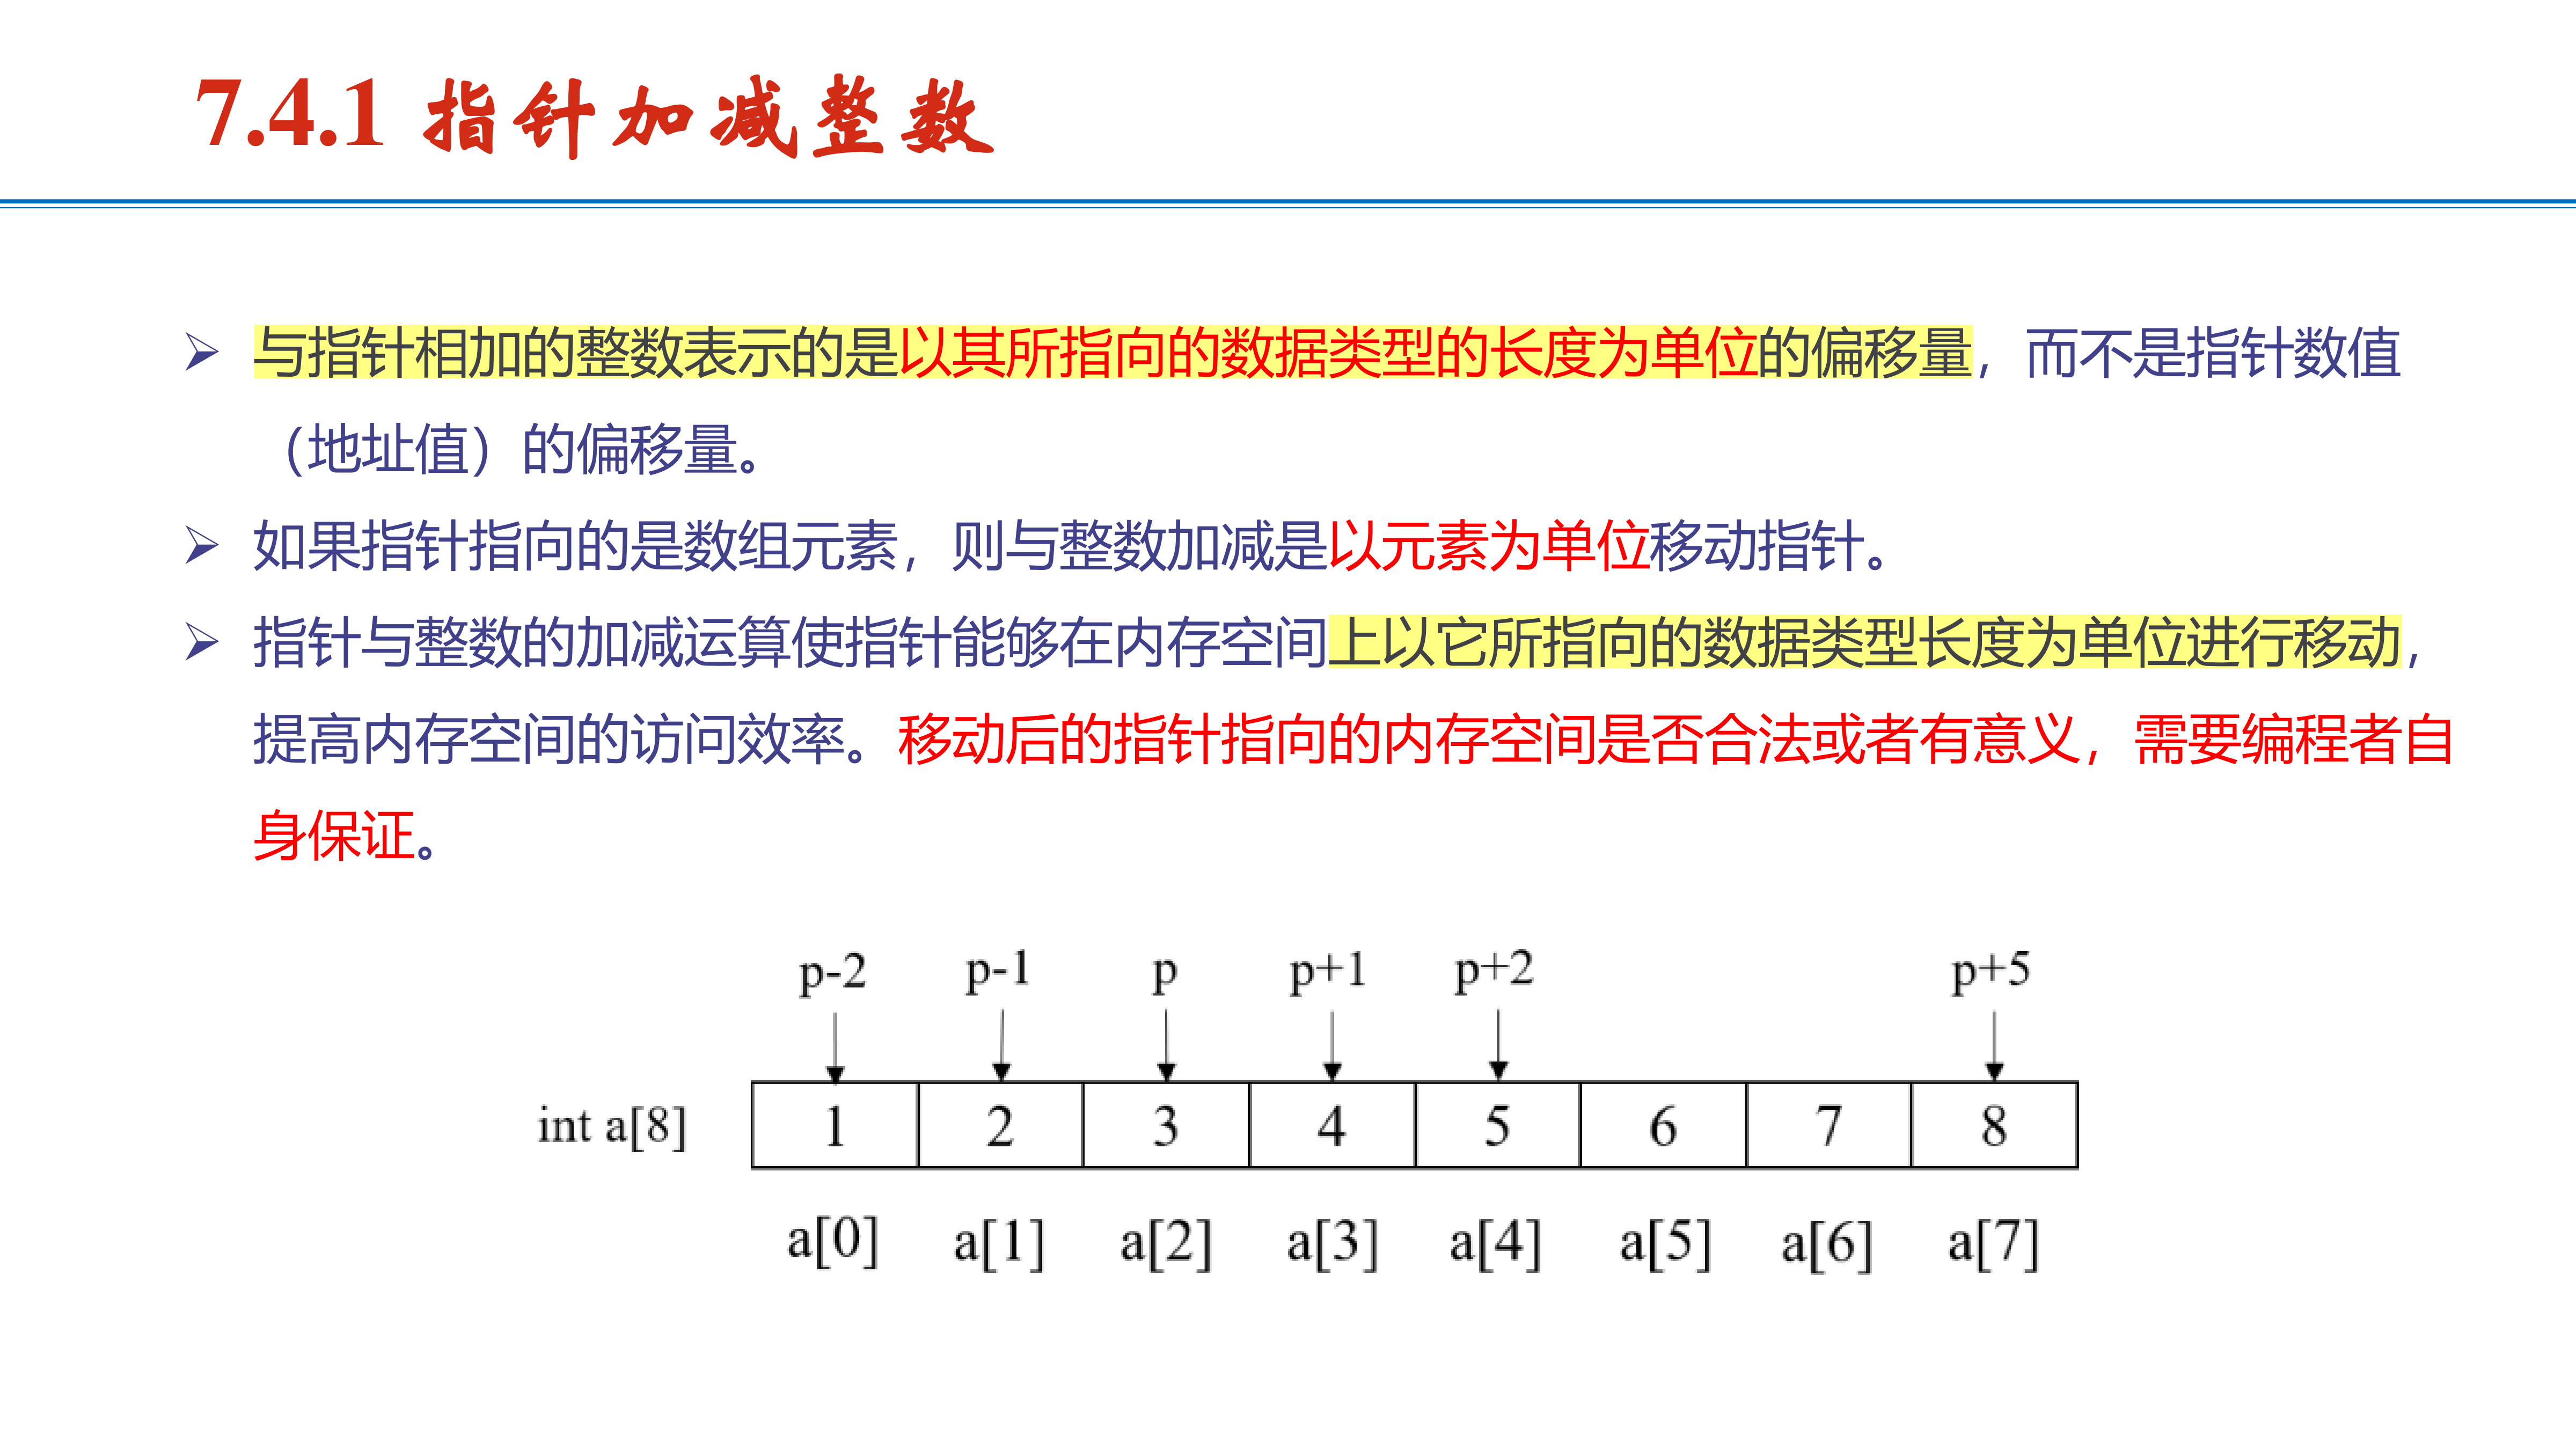 7.4.1 指针加减整数
与指针相加的整数表示的是以其所指向的数据类型的长度为单位的偏移量，而不是指针数值
（地址值）的偏移量。
如果指针指向的是数组元素，则与整数加减是以元素为单位移动指针。
指针与整数的加减运算使指针能够在内存空间上以它所指向的数据类型长度为单位进行移动，
提高内存空间的访问效率。移动后的指针指向的内存空间是否合法或者有意义，需要编程者自
身保证。
p-2 p-1 p p+1 p+2 p+5
int a[8] 1 2 3 4 5 6 7 8
a[0] a[1] a[2] a[3] a[4] a[5] a[6] a[7]